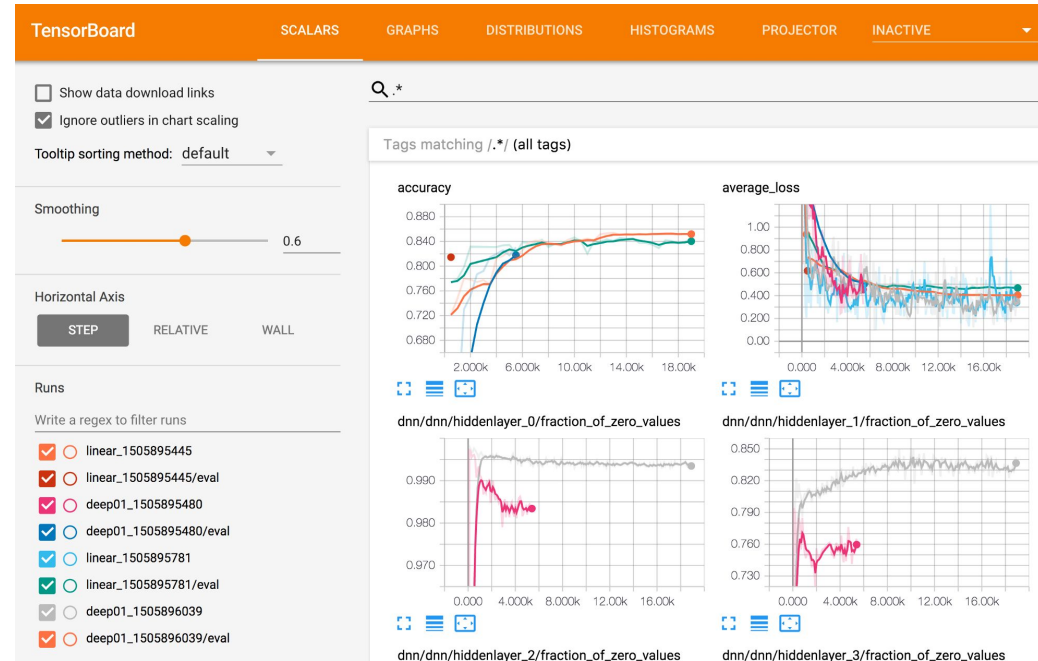 TensorBoard SCALARS GRAPHS DISTRIBUTIONS HISTOGRAMS PROJECTOR INACTIVE
Show data download links
Ignore outliers in chart scaling
Tooltip sorting method: default
Smoothing
0.6
Horizontal Axis
STEP RELATIVE WALL
Runs
Write a regex to filter runs
linear_1505895445
linear_1505895445/eval
deep01_1505895480
deep01_1505895480/eval
linear_1505895781
linear_1505895781/eval
deep01_1505896039
deep01_1505896039/eval
.*
Tags matching /.*/ (all tags)
accuracy
0.880
0.840
0.800
0.760
0.720
0.680
2.000k 6.000k 10.00k 14.00k 18.00k
average_loss
1.00
0.800
0.600
0.400
0.200
0.00
0.000 4.000k 8.000k 12.00k 16.00k
dnn/dnn/hiddenlayer_0/fraction_of_zero_values
0.990
0.980
0.970
0.000 4.000k 8.000k 12.00k 16.00k
dnn/dnn/hiddenlayer_1/fraction_of_zero_values
0.850
0.820
0.790
0.760
0.730
0.000 4.000k 8.000k 12.00k 16.00k
dnn/dnn/hiddenlayer_2/fraction_of_zero_values
dnn/dnn/hiddenlayer_3/fraction_of_zero_values